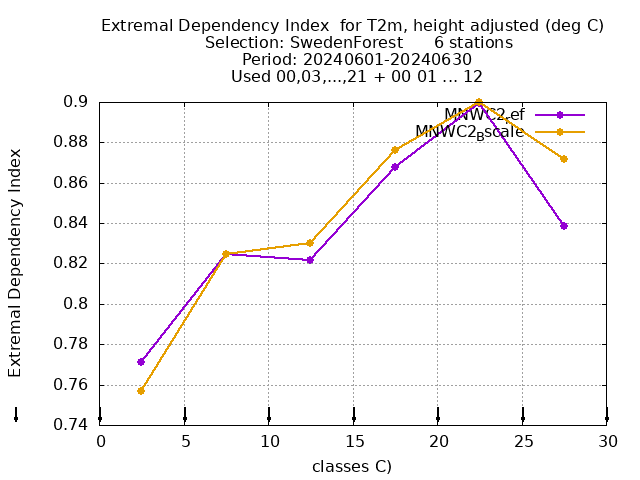 Extremal Dependency Index  for T2m, height adjusted (deg C)
Selection: SwedenForest      6 stations
Period: 20240601-20240630
Used 00,03,...,21 + 00 01 ... 12
Extremal Dependency Index
0.9
0.88
0.86
0.84
0.82
0.8
0.78
0.76
0.74
MNWC2.ef
MNWC2_Bscale
0 5 10 15 20 25 30
classes C)